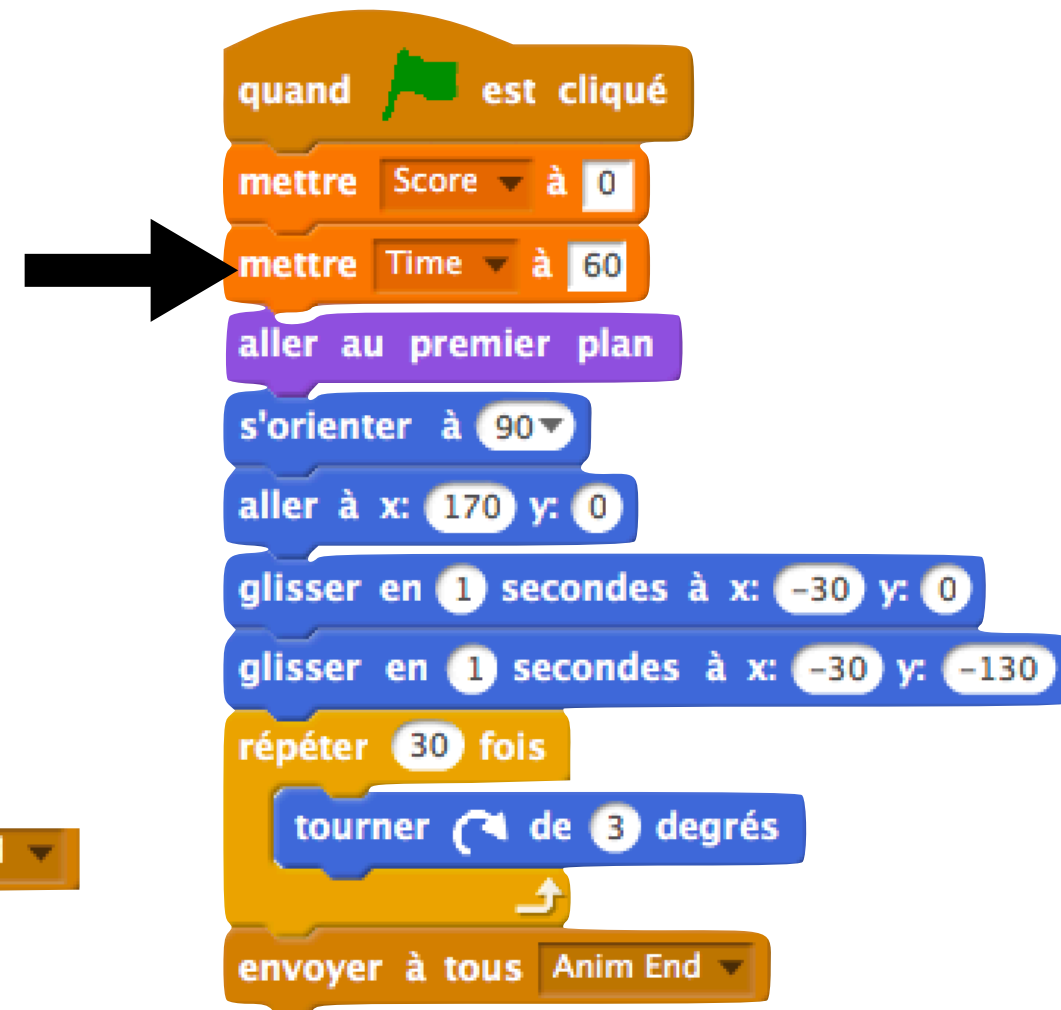 quand est cliqué
mettre Score à 0
mettre Time à 60
aller au premier plan
s'orienter à 90
aller à x: 170 y: 0
glisser en 1 secondes à x: -30 y: 0
glisser en 1 secondes à x: -30 y: -130
répéter 30 fois
tourner de 3 degrés
envoyer à tous Anim End